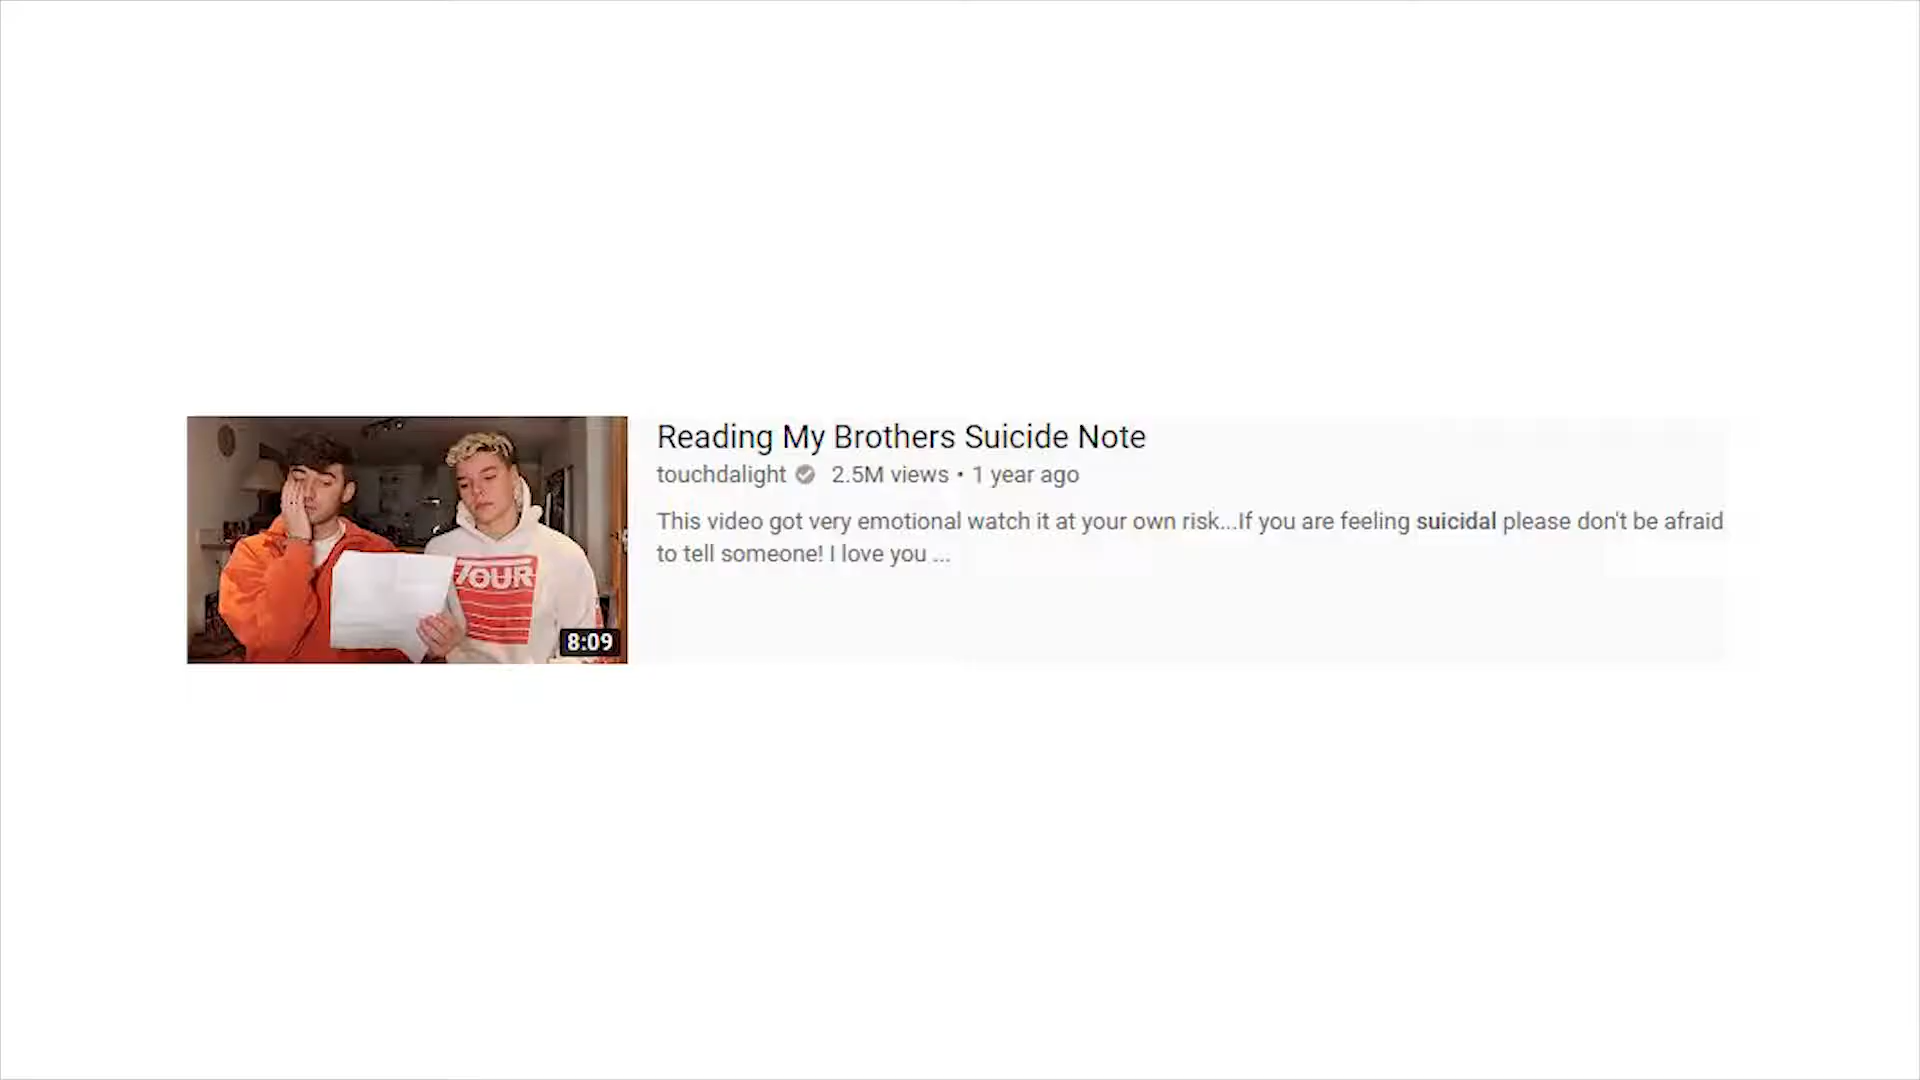 Reading My Brothers Suicide Note
touchdalight 2.5M views • 1 year ago
This video got very emotional watch it at your own risk...If you are feeling suicidal please don't be afraid
to tell someone! I love you ...
TOUR
8:09